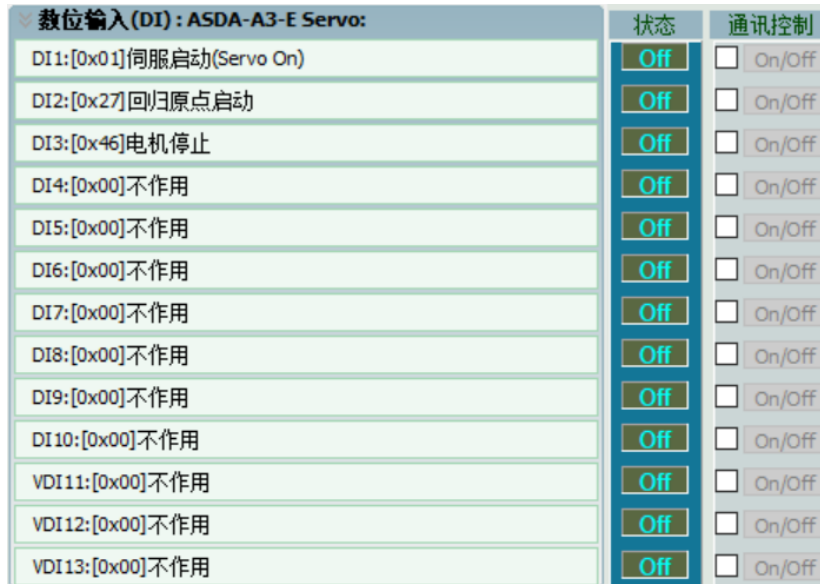 数位输入(DI) : ASDA-A3-E Servo: 状态 通讯控制
DI1:[0x01]伺服启动(Servo On) Off On/Off
DI2:[0x27]回归原点启动 Off On/Off
DI3:[0x46]电机停止 Off On/Off
DI4:[0x00]不作用 Off On/Off
DI5:[0x00]不作用 Off On/Off
DI6:[0x00]不作用 Off On/Off
DI7:[0x00]不作用 Off On/Off
DI8:[0x00]不作用 Off On/Off
DI9:[0x00]不作用 Off On/Off
DI10:[0x00]不作用 Off On/Off
VDI11:[0x00]不作用 Off On/Off
VDI12:[0x00]不作用 Off On/Off
VDI13:[0x00]不作用 Off On/Off